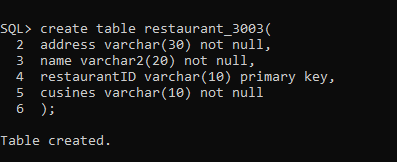 SQL> create table restaurant_3003(
2 address varchar(30) not null,
3 name varchar2(20) not null,
4 restaurantID varchar(10) primary key,
5 cusines varchar(10) not null
6 );
Table created.